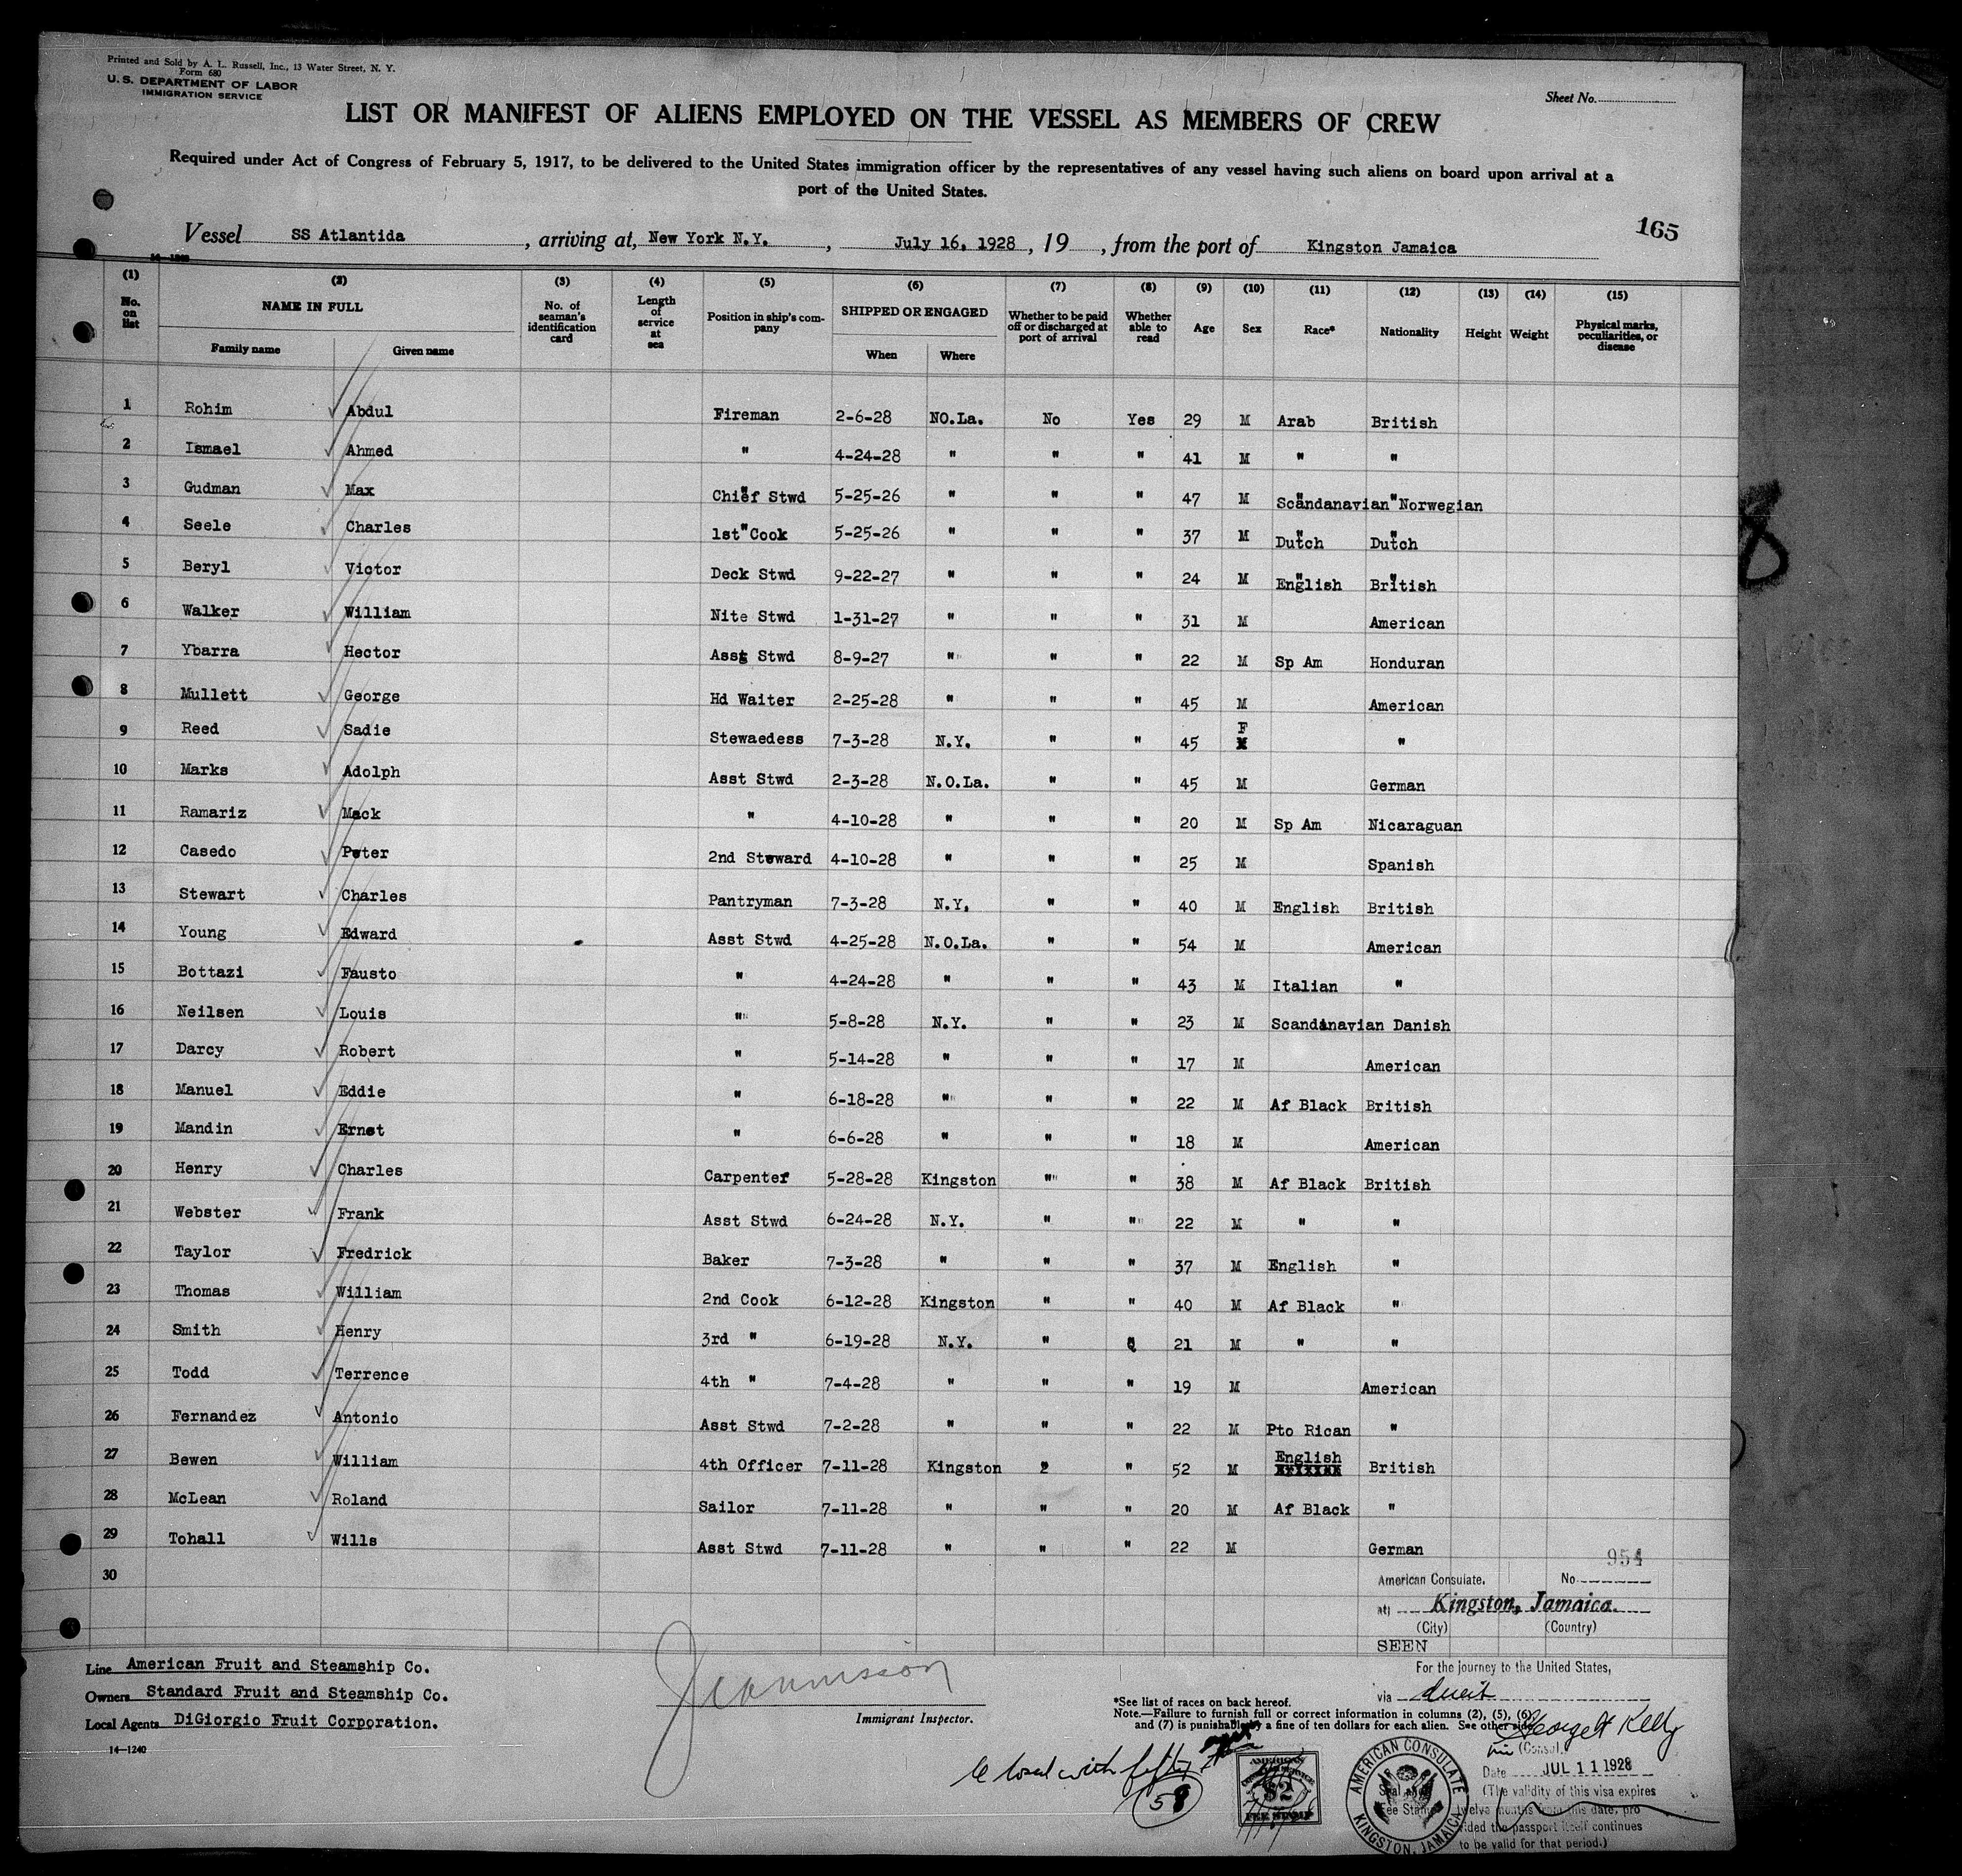 Printed and Sold by A. L. Russell, Inc., 13 Water Street, N. Y.
Form 680
U. S. DEPARTMENT OF LABOR
IMMIGRATION SERVICE
Sheet No.
LIST OR MANIFEST OF ALIENS EMPLOYED ON THE VESSEL AS MEMBERS OF CREW
Required under Act of Congress of February 5, 1917, to be delivered to the United States immigration officer by the representatives of any vessel having such aliens on board upon arrival at a
port of the United States.
165
Vessel SS Atlantida, arriving at, New York N.Y., July 16, 1928, 19, from the port of Kingston Jamaica
(1) (2) (3) (4) (5) (6) (7) (8) (9) (10) (11) (12) (13) (14) (15)
No. on list NAME IN FULL Family name Given name No. of seaman's identification card Length of service at sea Position in ship's company SHIPPED OR ENGAGED When Where Whether to be paid off or discharged at port of arrival Whether able to read Age Sex Race* Nationality Height Weight Physical marks, peculiarities, or disease
1 Rohim Abdul Fireman 2-6-28 NO.La. No Yes 29 M Arab British
2 Ismael Ahmed " 4-24-28 " " " 41 M " "
3 Gudman Max Chief Stwd 5-25-26 " " " 47 M Scandanavian Norwegian
4 Seele Charles 1st Cook 5-25-26 " " " 37 M Dutch Dutch
5 Beryl Victor Deck Stwd 9-22-27 " " " 24 M English British
6 Walker William Nite Stwd 1-31-27 " " " 31 M American
7 Ybarra Hector Asst Stwd 8-9-27 " " " 22 M Sp Am Honduran
8 Mullett George Hd Waiter 2-25-28 " " " 45 M American
9 Reed Sadie Stewaedess 7-3-28 N.Y. " " 45 F "
10 Marks Adolph Asst Stwd 2-3-28 N.O.La. " " 45 M German
11 Ramariz Mack " 4-10-28 " " " 20 M Sp Am Nicaraguan
12 Casedo Peter 2nd Steward 4-10-28 " " " 25 M Spanish
13 Stewart Charles Pantryman 7-3-28 N.Y. " " 40 M English British
14 Young Edward Asst Stwd 4-25-28 N.O.La. " " 54 M American
15 Bottazi Fausto " 4-24-28 " " " 43 M Italian "
16 Neilsen Louis " 5-8-28 N.Y. " " 23 M Scandinavian Danish
17 Darcy Robert " 5-14-28 " " " 17 M American
18 Manuel Eddie " 6-18-28 " " " 22 M Af Black British
19 Mandin Ernst " 6-6-28 " " " 18 M American
20 Henry Charles Carpenter 5-28-28 Kingston " " 38 M Af Black British
21 Webster Frank Asst Stwd 6-24-28 N.Y. " " 22 M " "
22 Taylor Fredrick Baker 7-3-28 " " " 37 M English "
23 Thomas William 2nd Cook 6-12-28 Kingston " " 40 M Af Black "
24 Smith Henry 3rd " 6-19-28 N.Y. " 21 M " "
25 Todd Terrence 4th " 7-4-28 " " " 19 M American
26 Fernandez Antonio Asst Stwd 7-2-28 " " " 22 M Pto Rican "
27 Bewen William 4th Officer 7-11-28 Kingston " 52 M English British
28 McLean Roland Sailor 7-11-28 " " " 20 M Af Black "
29 Tohall Wills Asst Stwd 7-11-28 " " " 22 M German
30
954
American Consulate. No
at Kingston, Jamaica.
(City) (Country)
SEEN
For the journey to the United States,
via direct
George H Kelly
(Consul)
Date JUL 11 1928
(The validity of this visa expires
twelve months from this date, pro
vided the passport itself continues
to be valid for that period.)
Line American Fruit and Steamship Co.
Owners Standard Fruit and Steamship Co.
Local Agents DiGiorgio Fruit Corporation.
14-1240
Immigrant Inspector.
*See list of races on back hereof.
Note.—Failure to furnish full or correct information in columns (2), (5), (6),
and (7) is punishable by a fine of ten dollars for each alien. See other side
Closed with fifty eight
58
AMERICAN
$2
FEE STAMP
AMERICAN CONSULATE
KINGSTON, JAMAICA